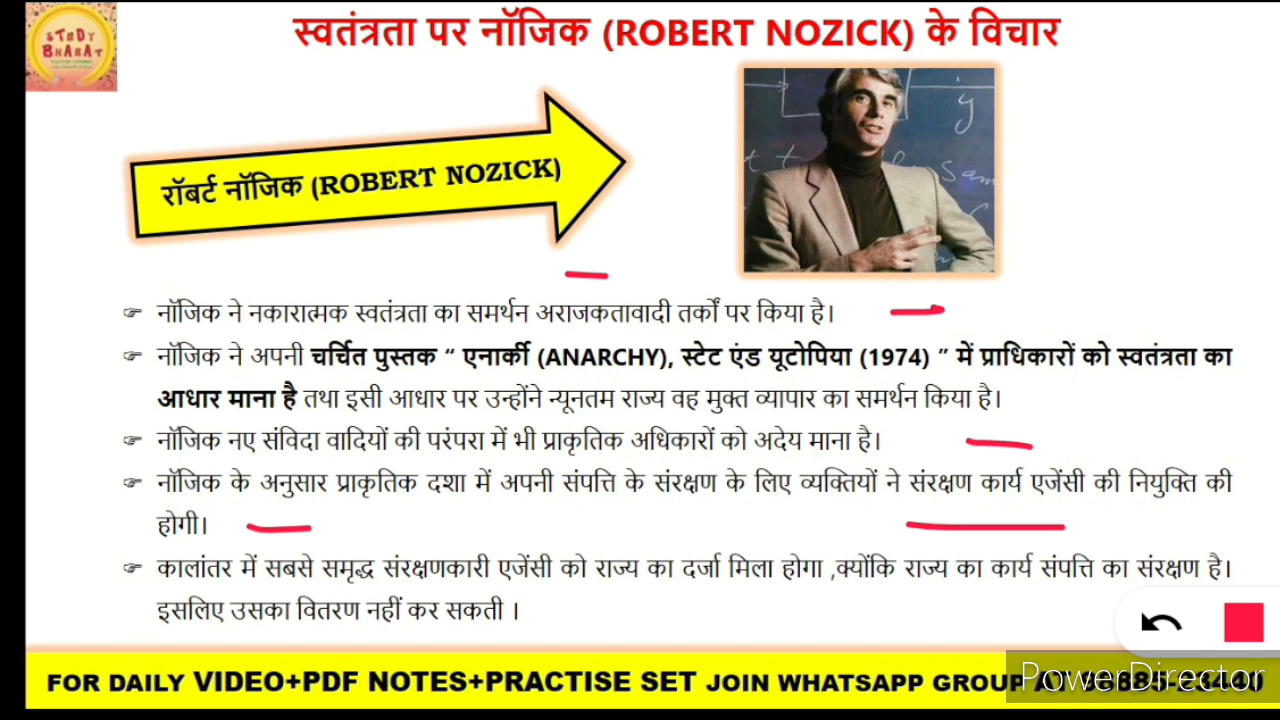 STUDY
BHARAT
स्वतंत्रता पर नॉजिक (ROBERT NOZICK) के विचार
रॉबर्ट नॉजिक (ROBERT NOZICK)
y
☞ नॉजिक ने नकारात्मक स्वतंत्रता का समर्थन अराजकतावादी तर्कों पर किया है।
☞ नॉजिक ने अपनी चर्चित पुस्तक “ एनार्की (ANARCHY), स्टेट एंड यूटोपिया (1974) ” में प्राधिकारों को स्वतंत्रता का
आधार माना है तथा इसी आधार पर उन्होंने न्यूनतम राज्य वह मुक्त व्यापार का समर्थन किया है।
☞ नॉजिक नए संविदा वादियों की परंपरा में भी प्राकृतिक अधिकारों को अदेय माना है।
☞ नॉजिक के अनुसार प्राकृतिक दशा में अपनी संपत्ति के संरक्षण के लिए व्यक्तियों ने संरक्षण कार्य एजेंसी की नियुक्ति की
होगी।
☞ कालांतर में सबसे समृद्ध संरक्षणकारी एजेंसी को राज्य का दर्जा मिला होगा ,क्योंकि राज्य का कार्य संपत्ति का संरक्षण है।
इसलिए उसका वितरण नहीं कर सकती ।
FOR DAILY VIDEO+PDF NOTES+PRACTISE SET JOIN WHATSAPP GROUP AT
PowerDirector